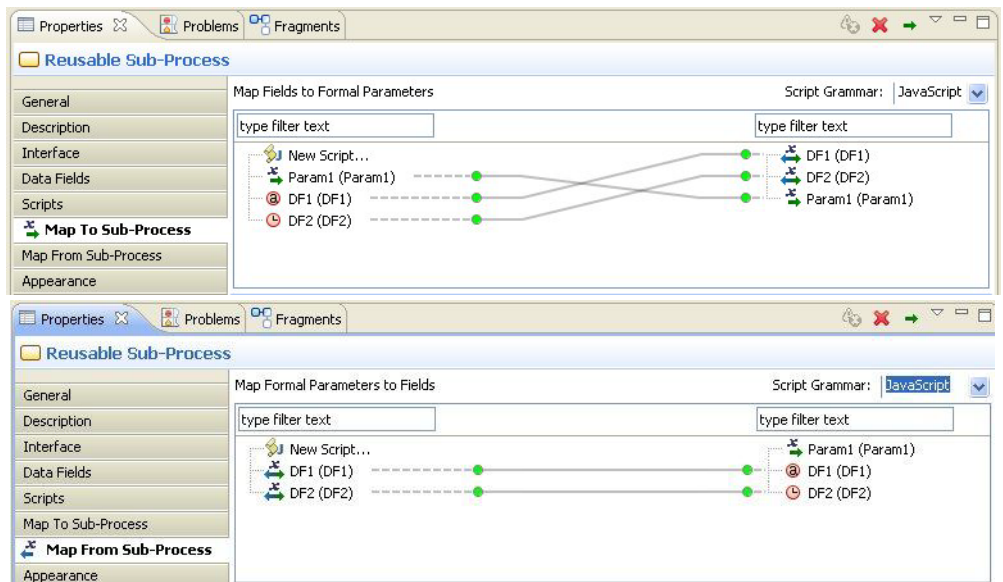 Properties Problems Fragments
Reusable Sub-Process
General
Description
Interface
Data Fields
Scripts
Map To Sub-Process
Map From Sub-Process
Appearance
Map Fields to Formal Parameters Script Grammar: JavaScript
type filter text type filter text
New Script... DF1 (DF1)
Param1 (Param1) DF2 (DF2)
DF1 (DF1) Param1 (Param1)
DF2 (DF2)
Properties Problems Fragments
Reusable Sub-Process
General
Description
Interface
Data Fields
Scripts
Map To Sub-Process
Map From Sub-Process
Appearance
Map Formal Parameters to Fields Script Grammar: JavaScript
type filter text type filter text
New Script... Param1 (Param1)
DF1 (DF1) DF1 (DF1)
DF2 (DF2) DF2 (DF2)